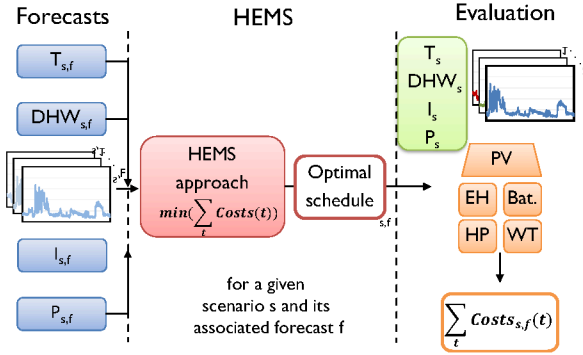 Forecasts
HEMS
Evaluation
T_s,f
DHW_s,f
s,F
I_s,f
P_s,f
HEMS
approach
min(∑_t Costs(t))
Optimal
schedule
s,f
for a given
scenario s and its
associated forecast f
T_s
DHW_s
I_s
P_s
PV
EH
Bat.
HP
WT
∑_t Costs_s,f(t)